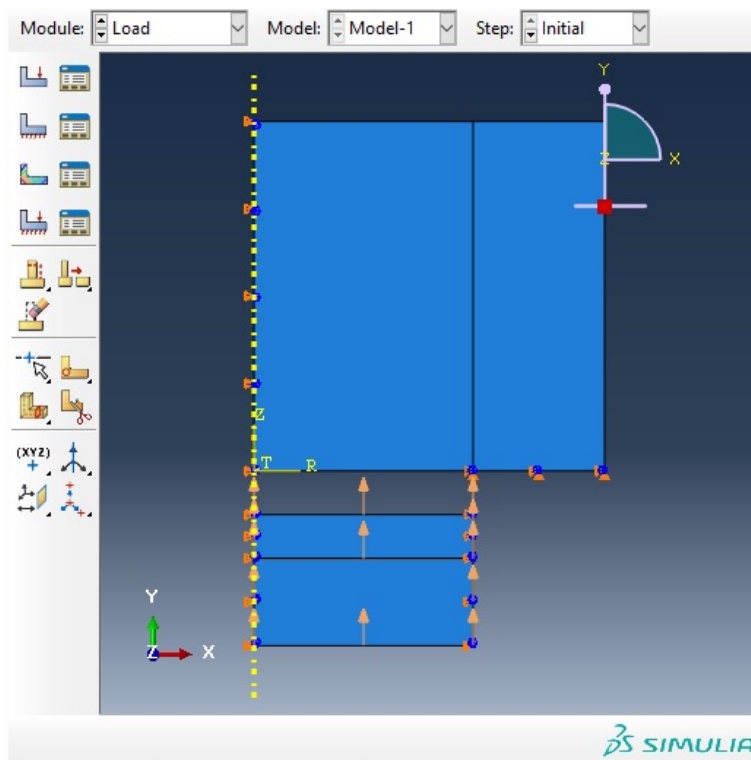 Module: Load Model: Model-1 Step: Initial
Y
Z X
(XYZ)
Z
T R
Y
Z X
SIMULIA